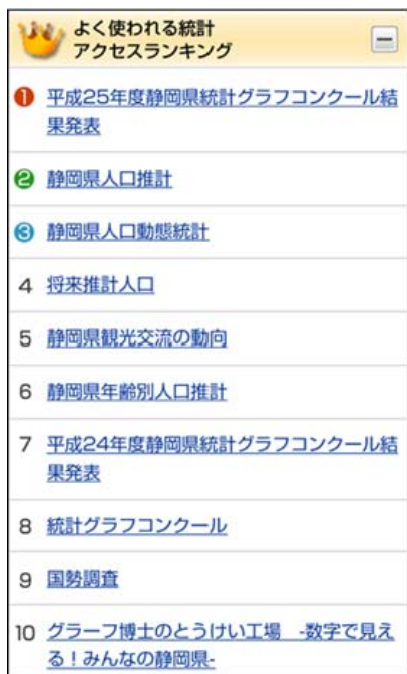 よく使われる統計
アクセスランキング
1 平成25年度静岡県統計グラフコンクール結
果発表
2 静岡県人口推計
3 静岡県人口動態統計
4 将来推計人口
5 静岡県観光交流の動向
6 静岡県年齢別人口推計
7 平成24年度静岡県統計グラフコンクール結
果発表
8 統計グラフコンクール
9 国勢調査
10 グラーフ博士のとうけい工場　-数字で見え
る！みんなの静岡県-